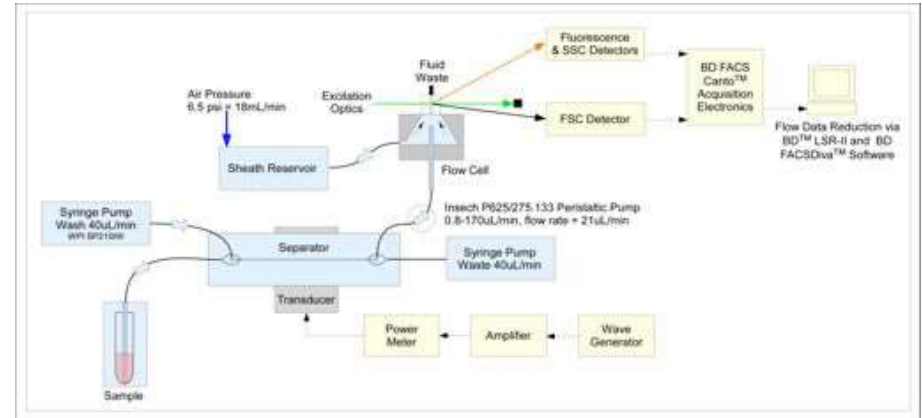 Fluorescence
& SSC Detectors
Fluid
Waste
BD FACS
Canto™
Acquisition
Electronics
Air Pressure
6.5 psi = 18mL/min
Excitation
Optics
FSC Detector
Flow Data Reduction via
BD™ LSR-II and BD
FACSDiva™ Software
Sheath Reservoir
Flow Cell
Syringe Pump
Wash 40uL/min
WPI SP210iW
Insech P625/275.133 Peristaltic Pump
0.8-170uL/min, flow rate = 21uL/min
Separator
Syringe Pump
Waste 40uL/min
Transducer
Power
Meter
Amplifier
Wave
Generator
Sample